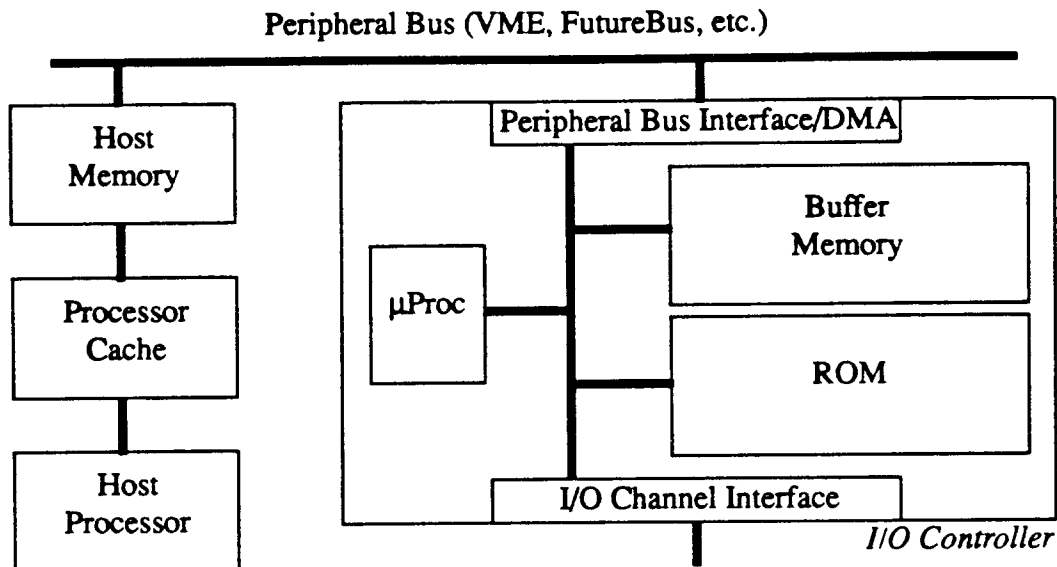 Peripheral Bus (VME, FutureBus, etc.)
Host
Memory
Processor
Cache
Host
Processor
Peripheral Bus Interface/DMA
Buffer
Memory
µProc
ROM
I/O Channel Interface
I/O Controller